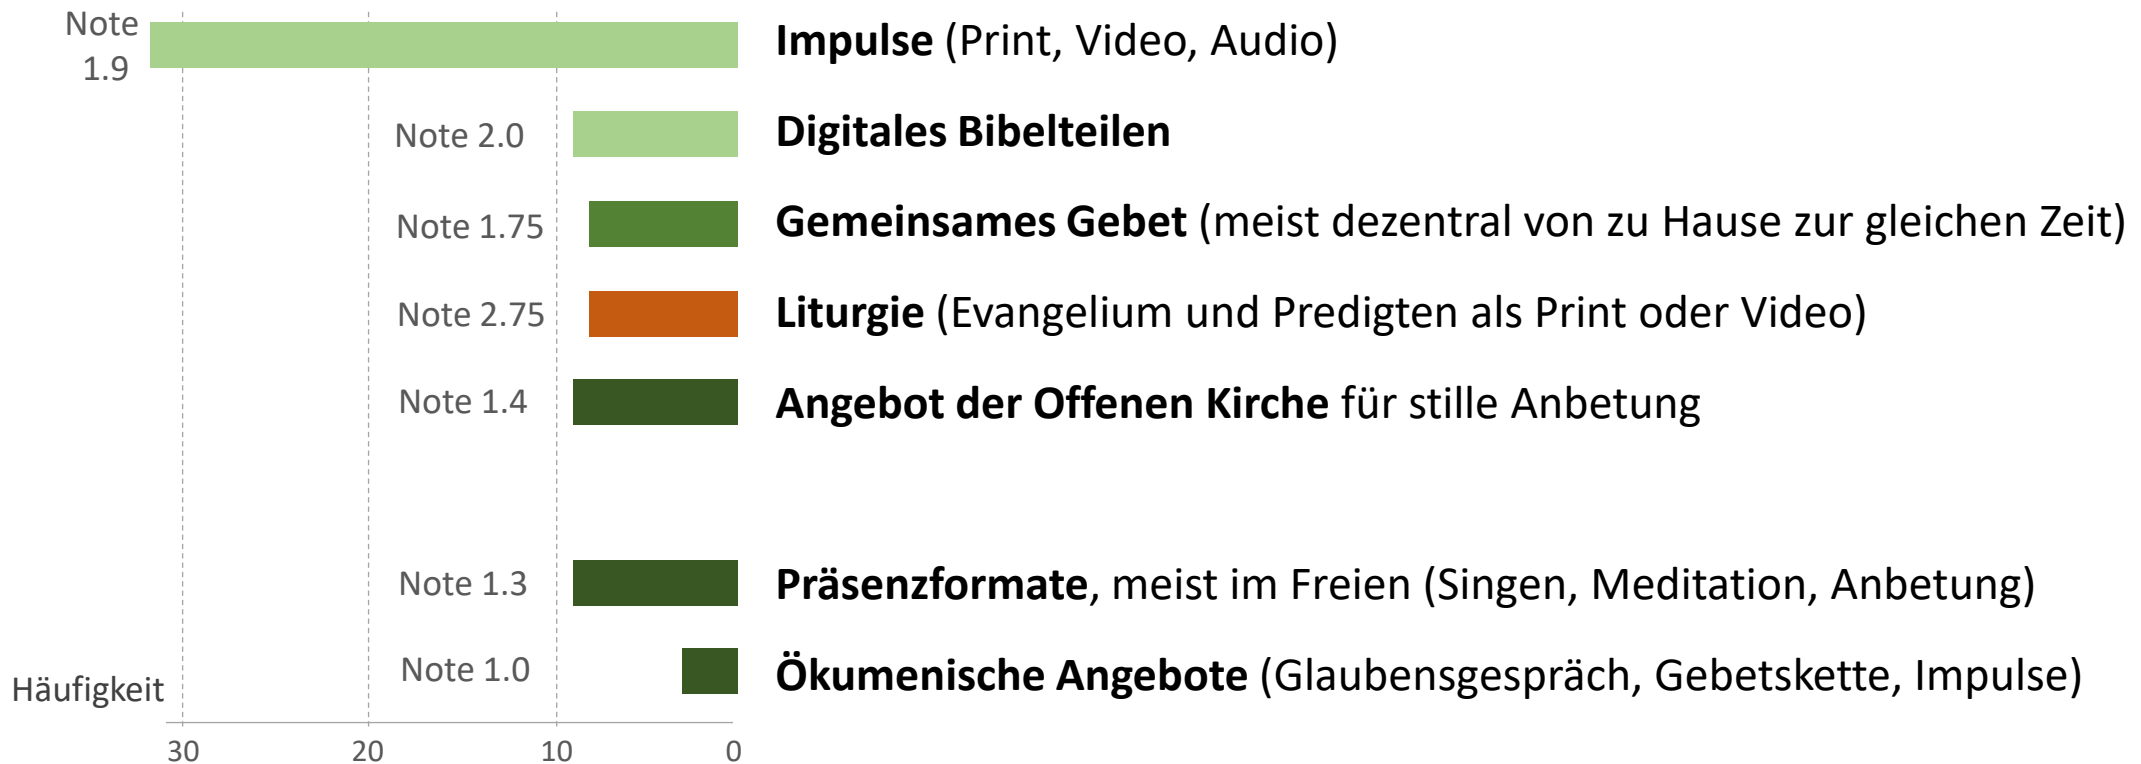 Note
1.9
Impulse (Print, Video, Audio)
Note 2.0
Digitales Bibelteilen
Note 1.75
Gemeinsames Gebet (meist dezentral von zu Hause zur gleichen Zeit)
Note 2.75
Liturgie (Evangelium und Predigten als Print oder Video)
Note 1.4
Angebot der Offenen Kirche für stille Anbetung
Note 1.3
Präsenzformate, meist im Freien (Singen, Meditation, Anbetung)
Note 1.0
Ökumenische Angebote (Glaubensgespräch, Gebetskette, Impulse)
Häufigkeit
30 20 10 0